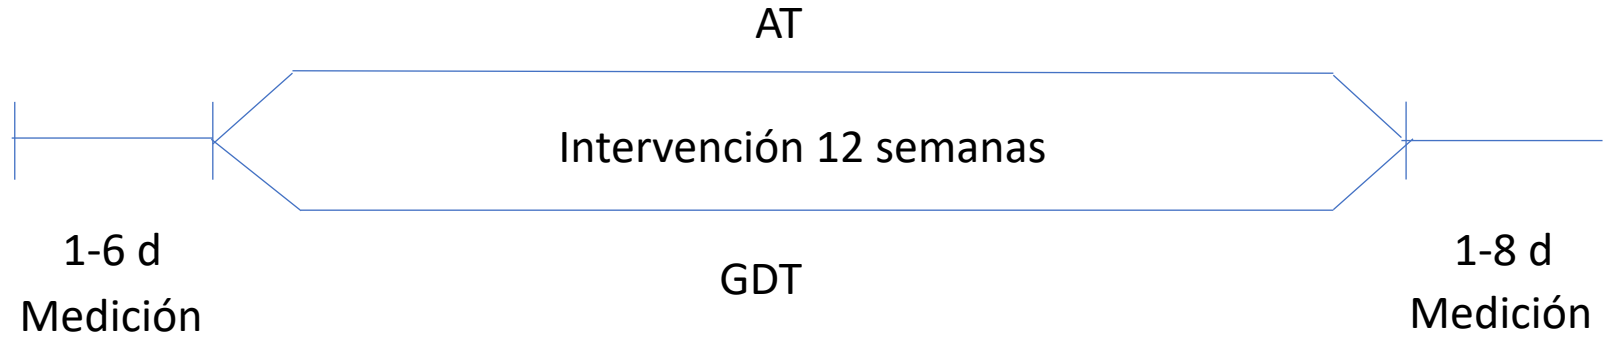 AT
Intervención 12 semanas
GDT
1-6 d
Medición
1-8 d
Medición